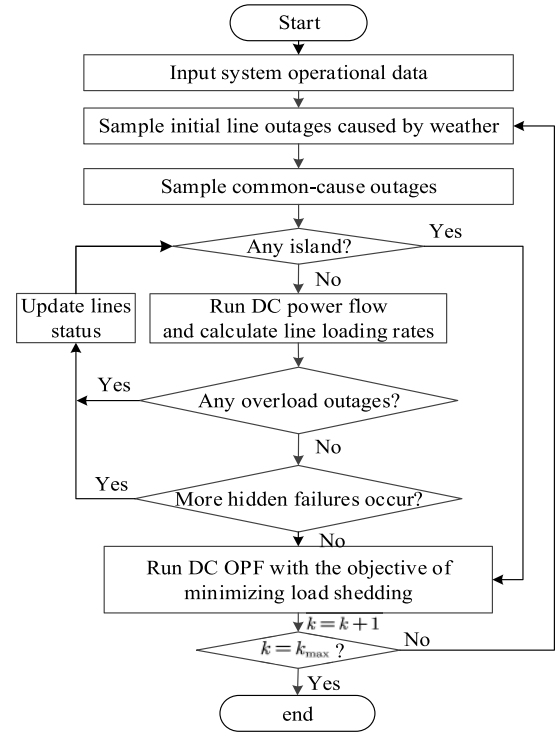 Start
Input system operational data
Sample initial line outages caused by weather
Sample common-cause outages
Any island?
Yes
No
Update lines
status
Run DC power flow
and calculate line loading rates
Yes
Any overload outages?
No
Yes
More hidden failures occur?
No
Run DC OPF with the objective of
minimizing load shedding
k = k + 1
k = kmax ?
No
Yes
end